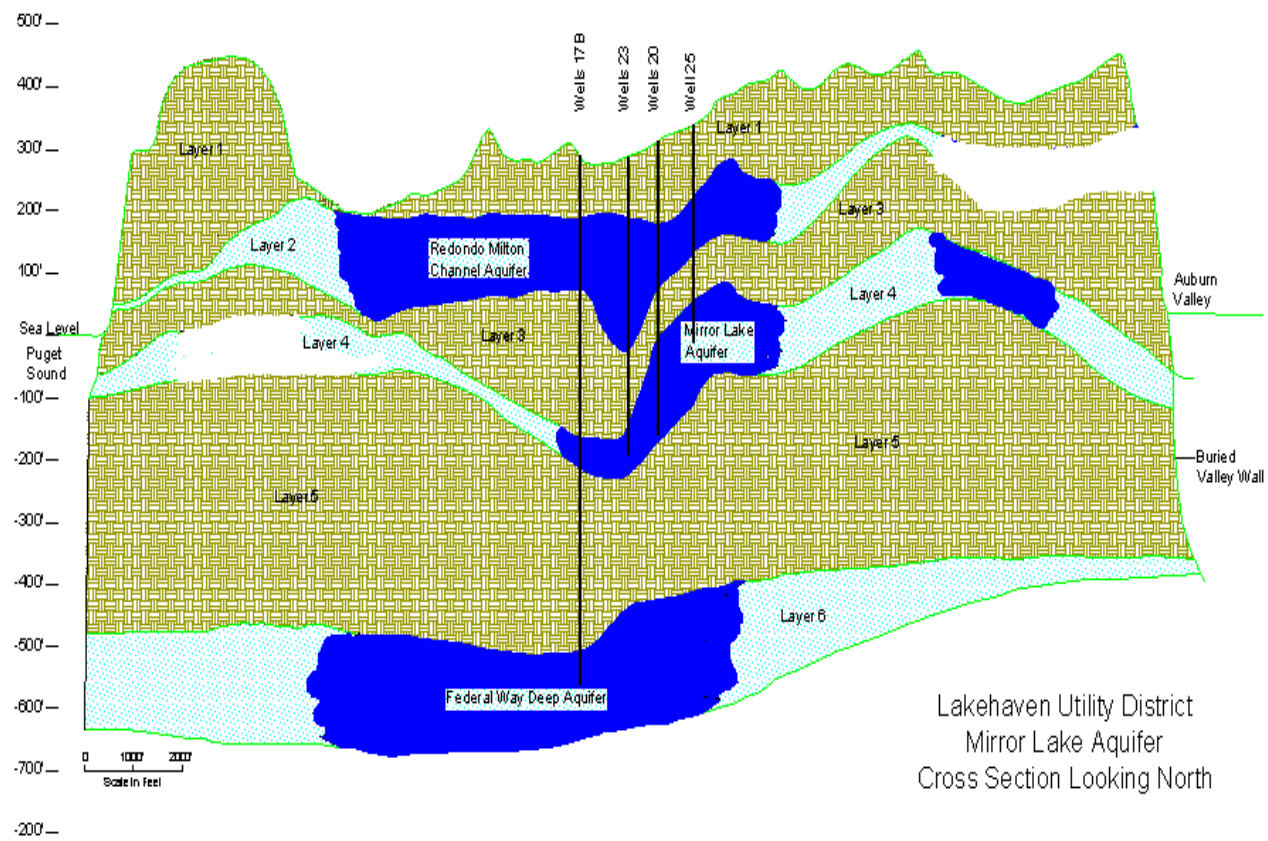 500'
400'
300'
200'
100'
Sea Level
Puget
Sound
-100'
-200'
-300'
-400'
-500'
-600'
-700'
-200'
Wells 17 B
Wells 23
Wells 20
Wells 25
Layer 1
Layer 1
Layer 2
Redondo Milton
Channel Aquifer
Layer 3
Layer 3
Layer 4
Layer 4
Mirror Lake
Aquifer
Auburn
Valley
Layer 5
Layer 5
Buried
Valley Wall
Layer 6
Federal Way Deep Aquifer
0 1000' 2000'
Scale in Feet
Lakehaven Utility District
Mirror Lake Aquifer
Cross Section Looking North